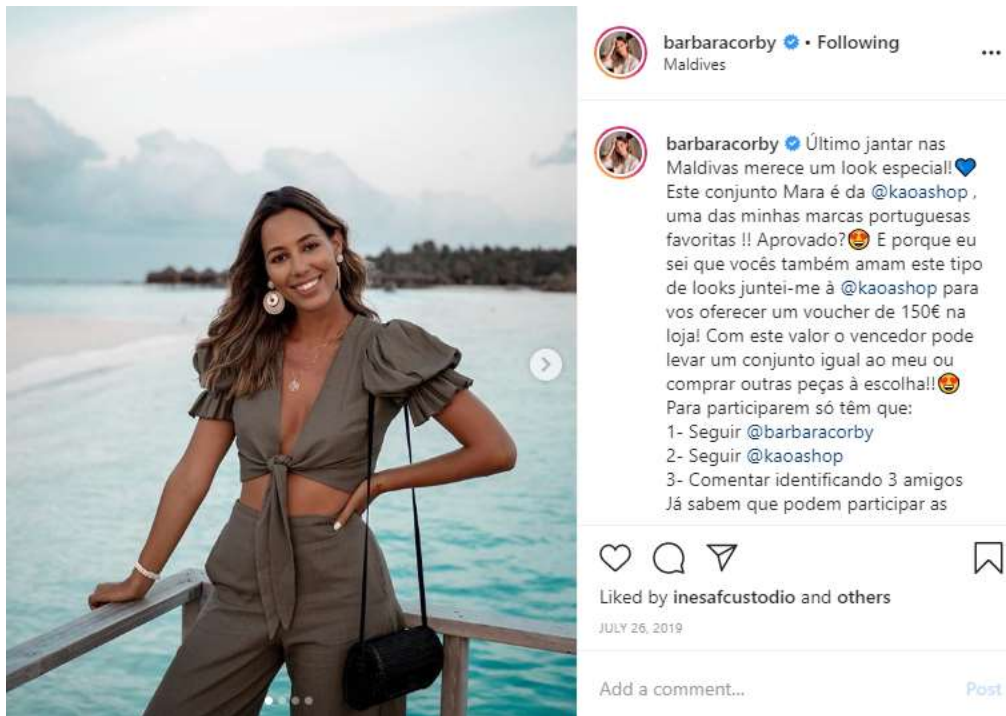 barbaracorby • Following
Maldives
barbaracorby Último jantar nas
Maldivas merece um look especial!💙
Este conjunto Mara é da @kaoashop ,
uma das minhas marcas portuguesas
favoritas !! Aprovado?🤩 E porque eu
sei que vocês também amam este tipo
de looks juntei-me à @kaoashop para
vos oferecer um voucher de 150€ na
loja! Com este valor o vencedor pode
levar um conjunto igual ao meu ou
comprar outras peças à escolha!!🤩
Para participarem só têm que:
1- Seguir @barbaracorby
2- Seguir @kaoashop
3- Comentar identificando 3 amigos
Já sabem que podem participar as
Liked by inesafcustodio and others
JULY 26, 2019
Add a comment...
Post